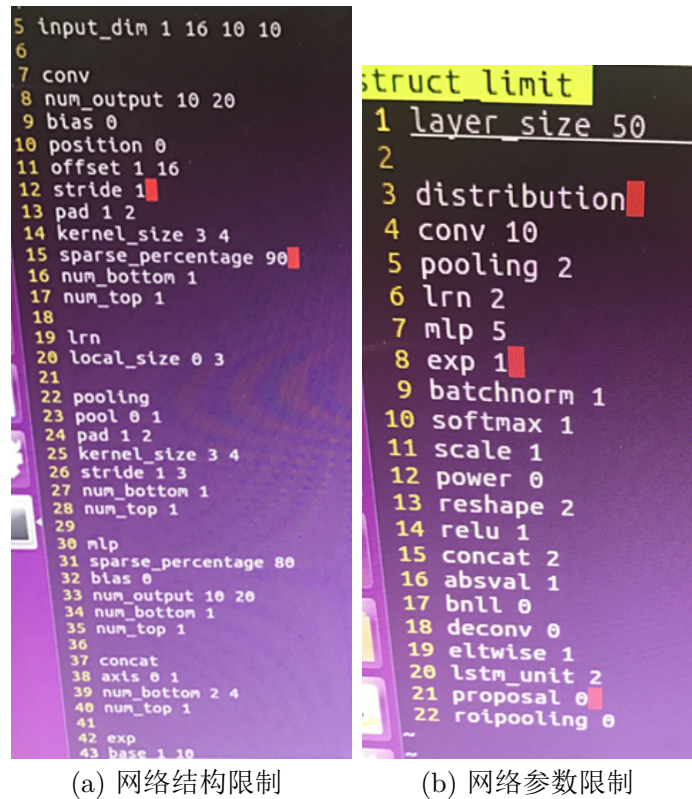 5 input_dim 1 16 10 10
6
7 conv
8 num_output 10 20
9 bias 0
10 position 0
11 offset 1 16
12 stride 1
13 pad 1 2
14 kernel_size 3 4
15 sparse_percentage 90
16 num_bottom 1
17 num_top 1
18
19 lrn
20 local_size 0 3
21
22 pooling
23 pool 0 1
24 pad 1 2
25 kernel_size 3 4
26 stride 1 3
27 num_bottom 1
28 num_top 1
29
30 mlp
31 sparse_percentage 80
32 bias 0
33 num_output 10 20
34 num_bottom 1
35 num_top 1
36
37 concat
38 axis 0 1
39 num_bottom 2 4
40 num_top 1
41
42 exp
43 base 1 10
(a) 网络结构限制
struct_limit
1 layer_size 50
2
3 distribution
4 conv 10
5 pooling 2
6 lrn 2
7 mlp 5
8 exp 1
9 batchnorm 1
10 softmax 1
11 scale 1
12 power 0
13 reshape 2
14 relu 1
15 concat 2
16 absval 1
17 bnll 0
18 deconv 0
19 eltwise 1
20 lstm_unit 2
21 proposal 0
22 roipooling 0
~
~
(b) 网络参数限制